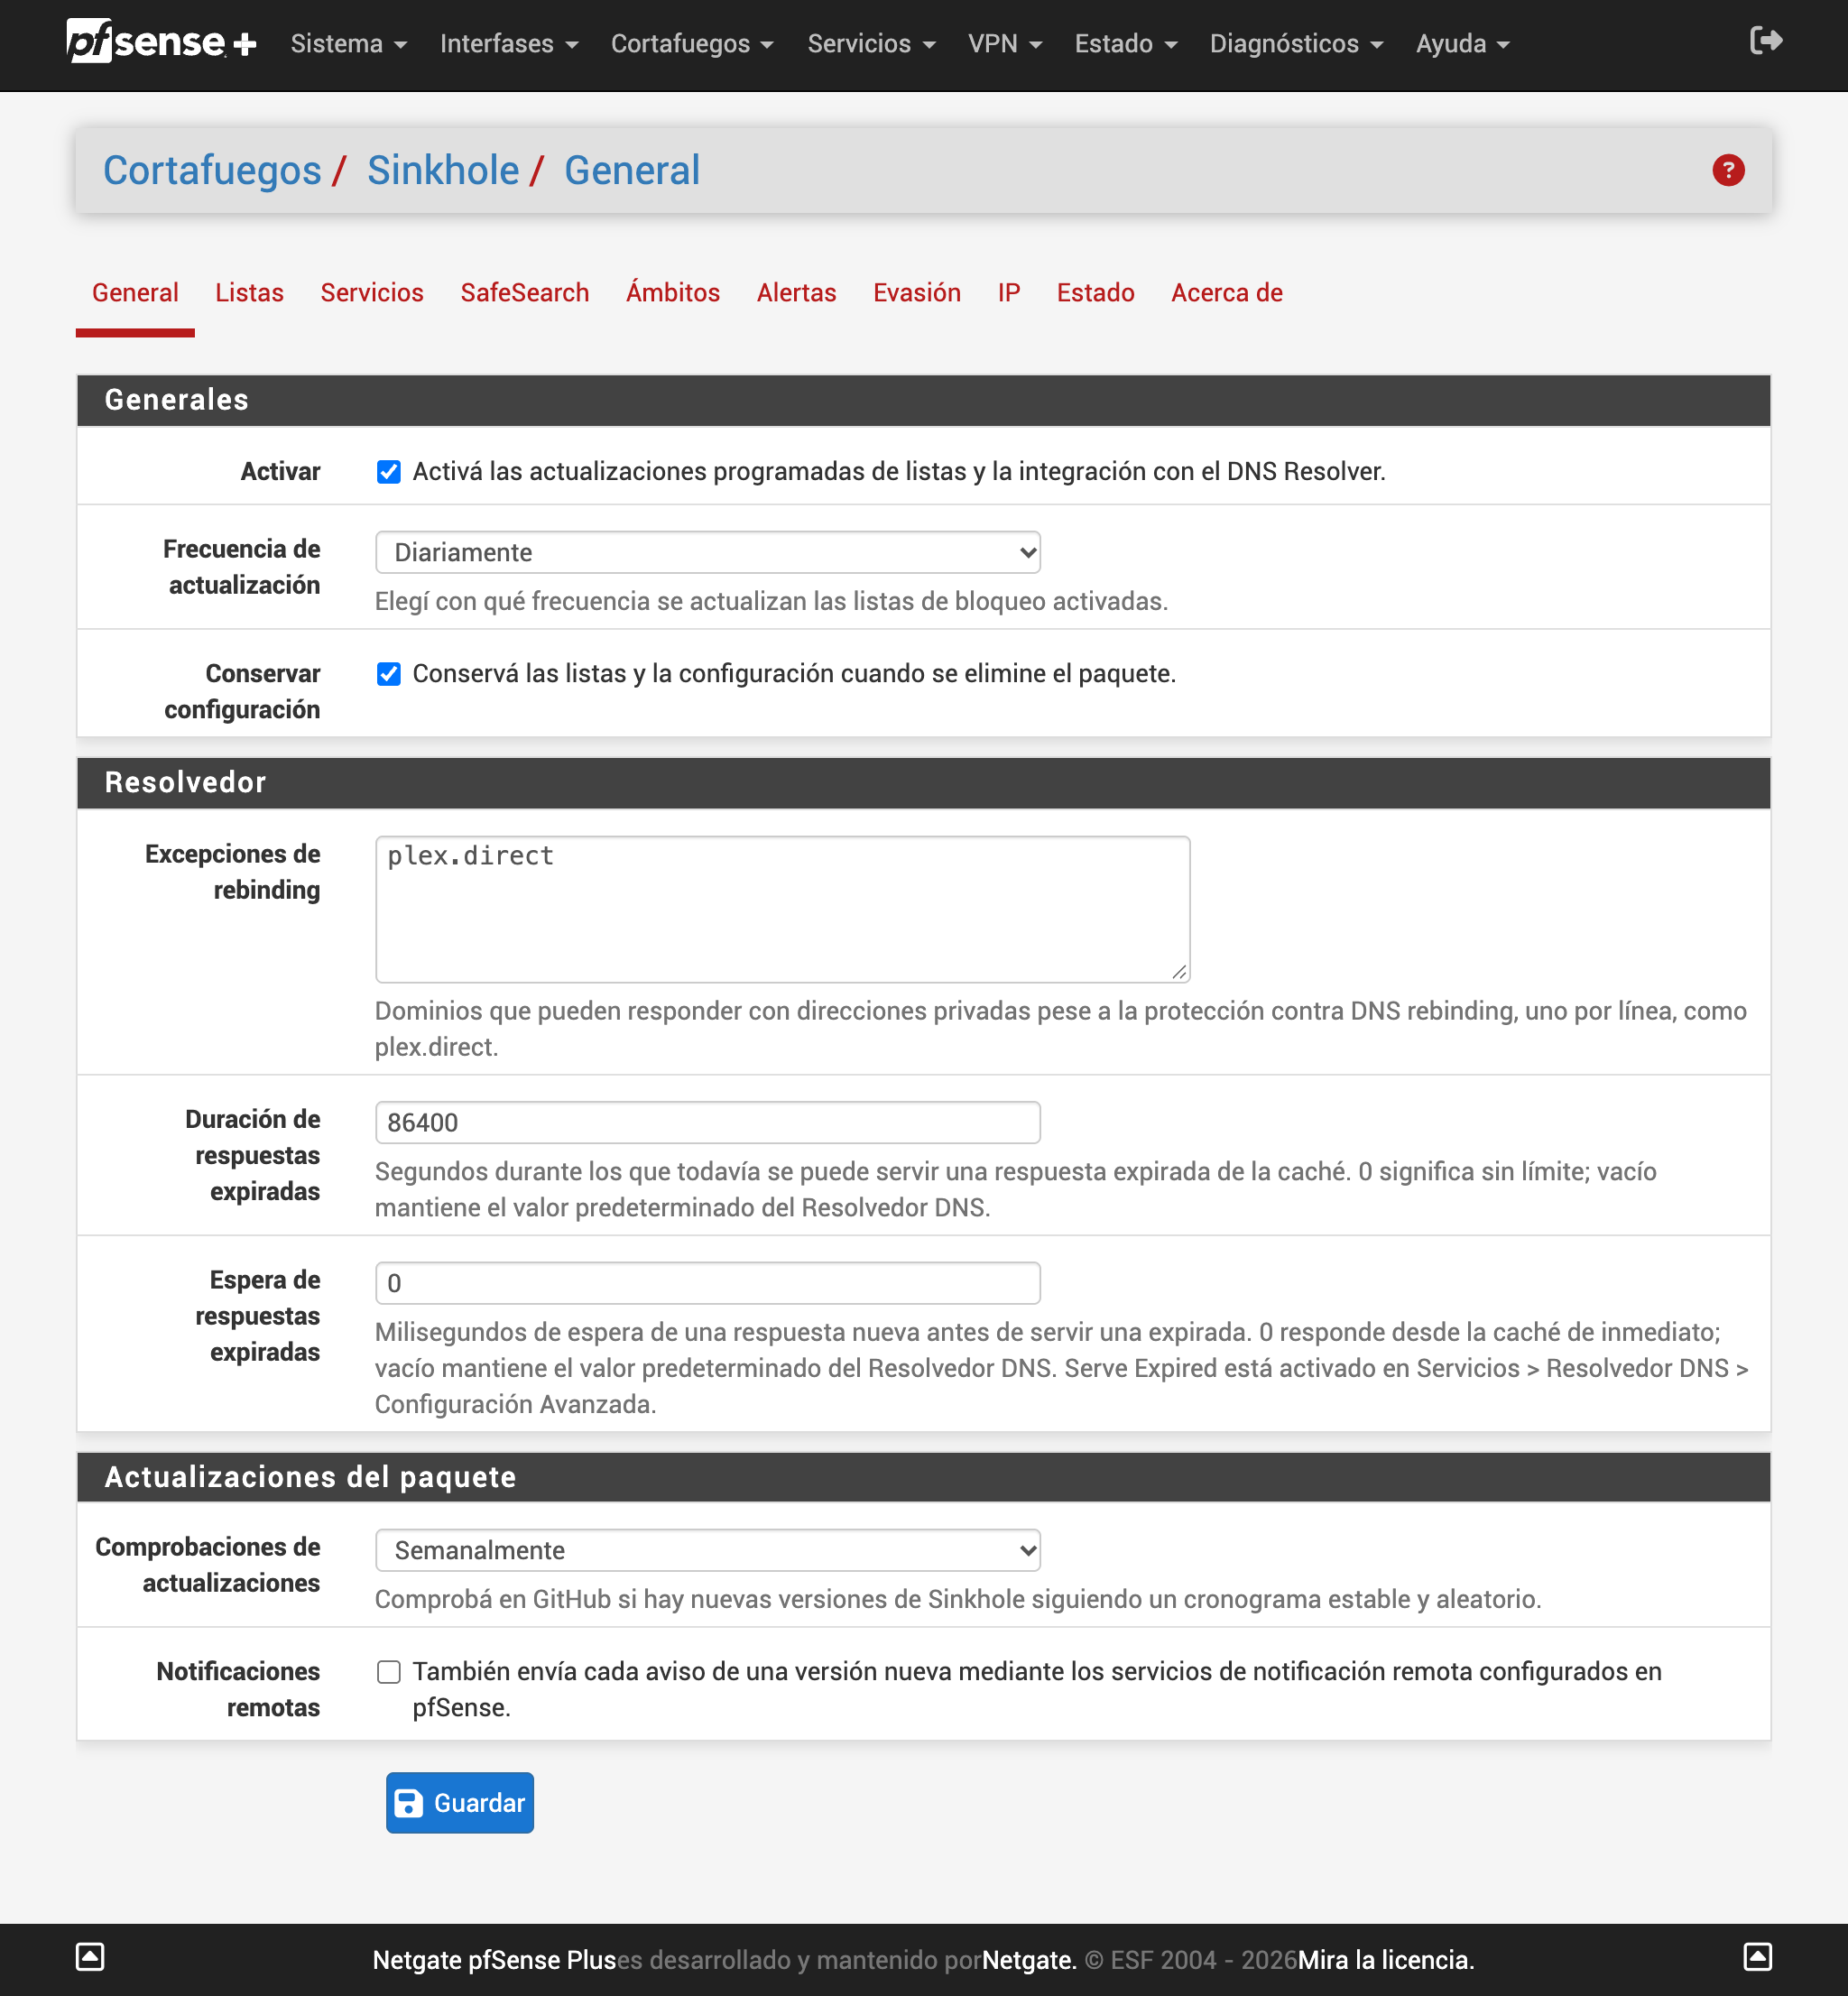 pfsense +
Sistema Interfases Cortafuegos Servicios VPN Estado Diagnósticos Ayuda
Cortafuegos / Sinkhole / General
General Listas Servicios SafeSearch Ámbitos Alertas Evasión IP Estado Acerca de
Generales
Activar
Activá las actualizaciones programadas de listas y la integración con el DNS Resolver.
Frecuencia de
actualización
Diariamente
Elegí con qué frecuencia se actualizan las listas de bloqueo activadas.
Conservar
configuración
Conservá las listas y la configuración cuando se elimine el paquete.
Resolvedor
Excepciones de
rebinding
plex.direct
Dominios que pueden responder con direcciones privadas pese a la protección contra DNS rebinding, uno por línea, como
plex.direct.
Duración de
respuestas
expiradas
86400
Segundos durante los que todavía se puede servir una respuesta expirada de la caché. 0 significa sin límite; vacío
mantiene el valor predeterminado del Resolvedor DNS.
Espera de
respuestas
expiradas
0
Milisegundos de espera de una respuesta nueva antes de servir una expirada. 0 responde desde la caché de inmediato;
vacío mantiene el valor predeterminado del Resolvedor DNS. Serve Expired está activado en Servicios > Resolvedor DNS >
Configuración Avanzada.
Actualizaciones del paquete
Comprobaciones de
actualizaciones
Semanalmente
Comprobá en GitHub si hay nuevas versiones de Sinkhole siguiendo un cronograma estable y aleatorio.
Notificaciones
remotas
También envía cada aviso de una versión nueva mediante los servicios de notificación remota configurados en
pfSense.
Guardar
Netgate pfSense Pluses desarrollado y mantenido porNetgate. © ESF 2004 - 2026Mira la licencia.